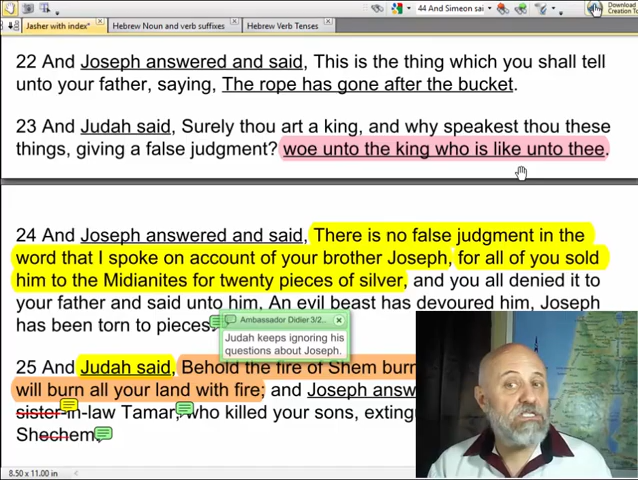 44 And Simeon sai
Download
Creation To
Jasher with index*
Hebrew Noun and verb suffixes
Hebrew Verb Tenses
22 And Joseph answered and said, This is the thing which you shall tell
unto your father, saying, The rope has gone after the bucket.
23 And Judah said, Surely thou art a king, and why speakest thou these
things, giving a false judgment? woe unto the king who is like unto thee.
24 And Joseph answered and said, There is no false judgment in the
word that I spoke on account of your brother Joseph, for all of you sold
him to the Midianites for twenty pieces of silver, and you all denied it to
your father and said unto him, An evil beast has devoured him, Joseph
has been torn to pieces
Ambassador Didier 3/2...
Judah keeps ignoring his
questions about Joseph.
25 And Judah said, Behold the fire of Shem burn
will burn all your land with fire; and Joseph answ
sister-in-law Tamar, who killed your sons, exting
Shechem
8.50 x 11.00 in